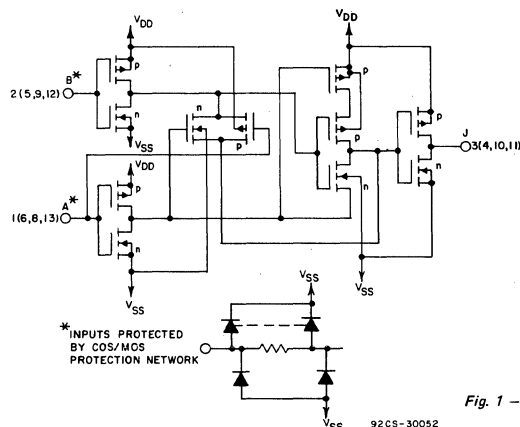 VDD
B*
p
2(5,9,12)
n
VSS
n
p
VDD
p
A*
1(6,8,13)
n
VSS
VDD
p
p
n
VSS
p
J
3(4,10,11)
n
*INPUTS PROTECTED
BY COS/MOS
PROTECTION NETWORK
VSS
VSS
92CS-30052
Fig. 1 –